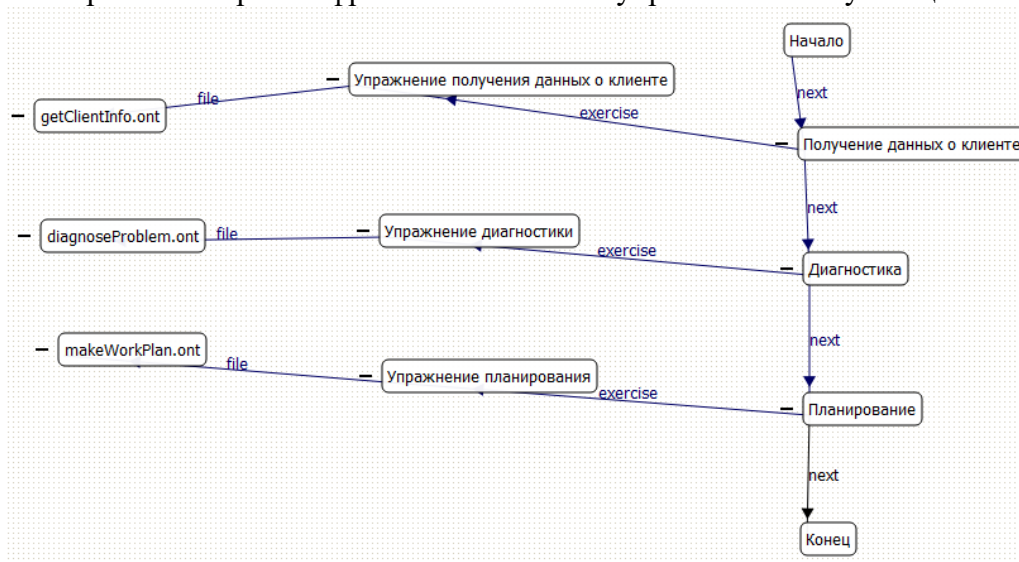 Начало
next
Упражнение получения данных о клиенте
file
getClientInfo.ont
exercise
Получение данных о клиенте
next
Упражнение диагностики
file
diagnoseProblem.ont
exercise
Диагностика
next
makeWorkPlan.ont
file
Упражнение планирования
exercise
Планирование
next
Конец